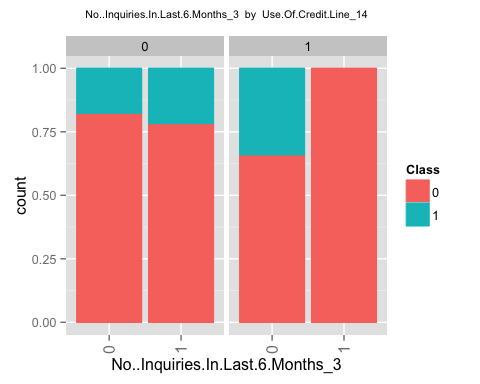 No..Inquiries.In.Last.6.Months_3 by Use.Of.Credit.Line_14
0 1
1.00
0.75
0.50
0.25
0.00
count
0 1 0 1
No..Inquiries.In.Last.6.Months_3
Class
0
1